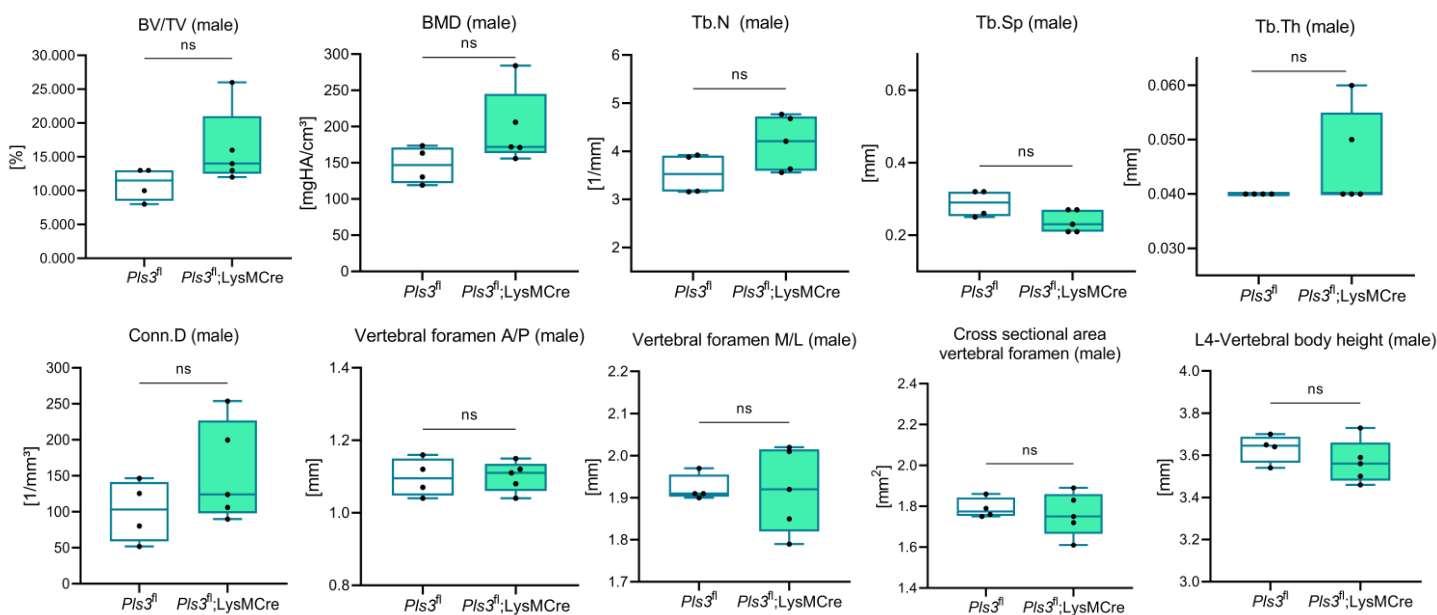 BV/TV (male)
ns
30.000
25.000
20.000
15.000
10.000
5.000
0.000
[%]
Pls3ᶠˡ
Pls3ᶠˡ;LysMCre
BMD (male)
ns
300
250
200
150
100
50
0
[mgHA/cm³]
Pls3ᶠˡ
Pls3ᶠˡ;LysMCre
Tb.N (male)
ns
6
5
4
3
2
1
[1/mm]
Pls3ᶠˡ
Pls3ᶠˡ;LysMCre
Tb.Sp (male)
ns
0.6
0.4
0.2
[mm]
Pls3ᶠˡ
Pls3ᶠˡ;LysMCre
Tb.Th (male)
ns
0.060
0.050
0.040
0.030
[mm]
Pls3ᶠˡ
Pls3ᶠˡ;LysMCre
Conn.D (male)
ns
300
250
200
150
100
50
0
[1/mm³]
Pls3ᶠˡ
Pls3ᶠˡ;LysMCre
Vertebral foramen A/P (male)
ns
1.4
1.2
1.0
0.8
[mm]
Pls3ᶠˡ
Pls3ᶠˡ;LysMCre
Vertebral foramen M/L (male)
ns
2.2
2.1
2.0
1.9
1.8
1.7
[mm]
Pls3ᶠˡ
Pls3ᶠˡ;LysMCre
Cross sectional area
vertebral foramen (male)
ns
2.4
2.2
2.0
1.8
1.6
1.4
[mm²]
Pls3ᶠˡ
Pls3ᶠˡ;LysMCre
L4-Vertebral body height (male)
ns
4.0
3.8
3.6
3.4
3.2
3.0
[mm]
Pls3ᶠˡ
Pls3ᶠˡ;LysMCre